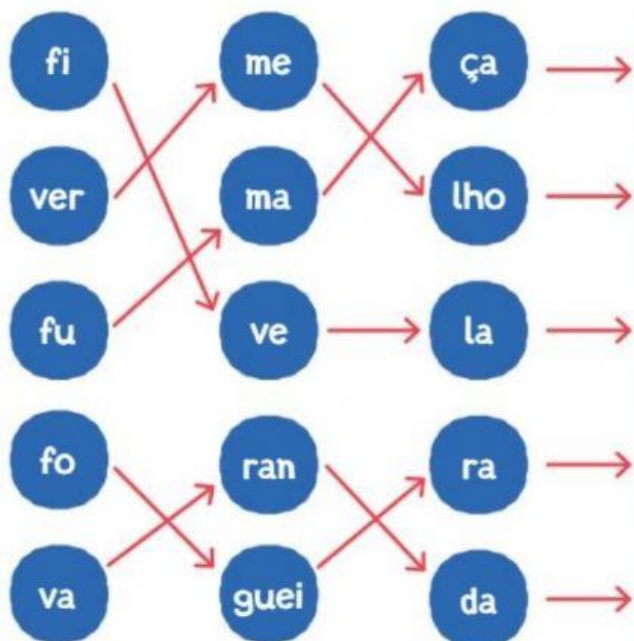 fi me ça
ver ma lho
fu ve la
fo ran ra
va guei da